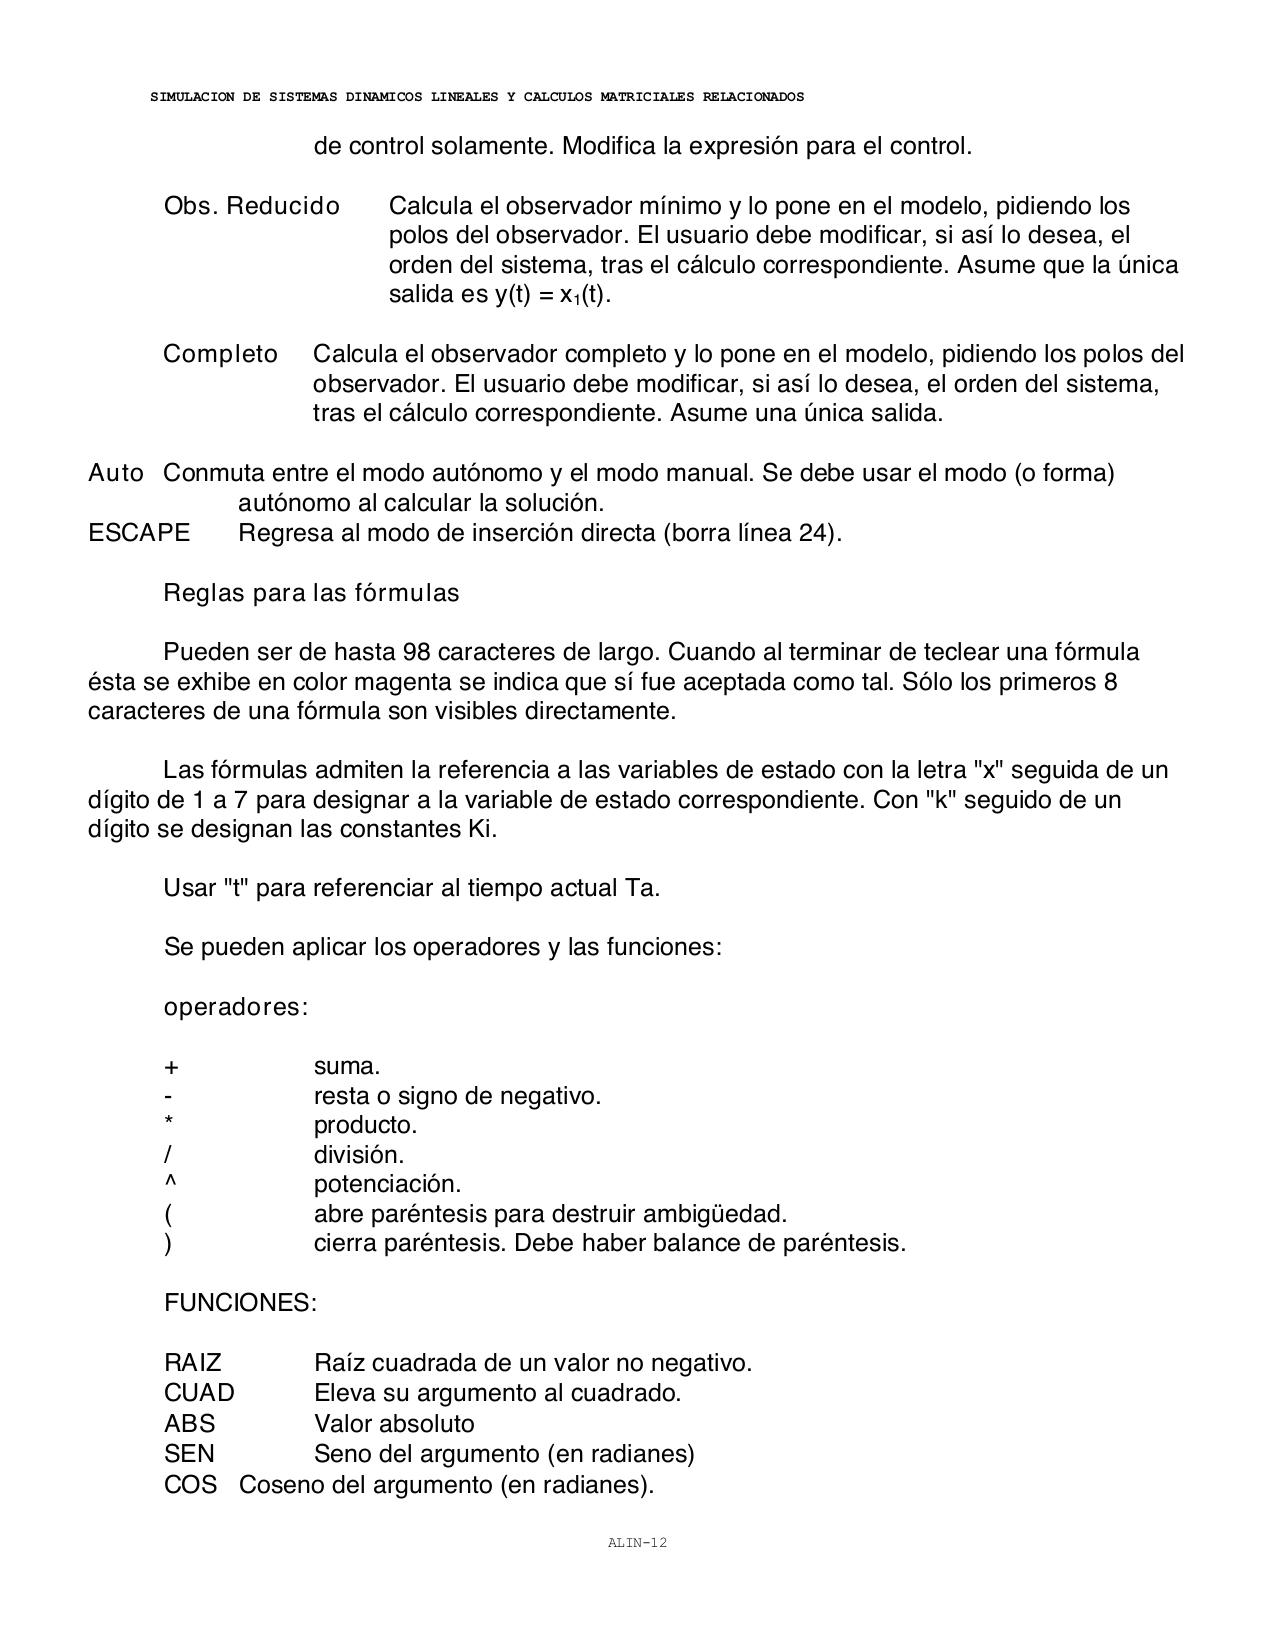 SIMULACION DE SISTEMAS DINAMICOS LINEALES Y CALCULOS MATRICIALES RELACIONADOS
de control solamente. Modifica la expresión para el control.
Obs. Reducido Calcula el observador mínimo y lo pone en el modelo, pidiendo los
polos del observador. El usuario debe modificar, si así lo desea, el
orden del sistema, tras el cálculo correspondiente. Asume que la única
salida es y(t) = x₁(t).
Completo Calcula el observador completo y lo pone en el modelo, pidiendo los polos del
observador. El usuario debe modificar, si así lo desea, el orden del sistema,
tras el cálculo correspondiente. Asume una única salida.
Auto Conmuta entre el modo autónomo y el modo manual. Se debe usar el modo (o forma)
autónomo al calcular la solución.
ESCAPE Regresa al modo de inserción directa (borra línea 24).
Reglas para las fórmulas
Pueden ser de hasta 98 caracteres de largo. Cuando al terminar de teclear una fórmula
ésta se exhibe en color magenta se indica que sí fue aceptada como tal. Sólo los primeros 8
caracteres de una fórmula son visibles directamente.
Las fórmulas admiten la referencia a las variables de estado con la letra "x" seguida de un
dígito de 1 a 7 para designar a la variable de estado correspondiente. Con "k" seguido de un
dígito se designan las constantes Ki.
Usar "t" para referenciar al tiempo actual Ta.
Se pueden aplicar los operadores y las funciones:
operadores:
+ suma.
- resta o signo de negativo.
* producto.
/ división.
^ potenciación.
( abre paréntesis para destruir ambigüedad.
) cierra paréntesis. Debe haber balance de paréntesis.
FUNCIONES:
RAIZ Raíz cuadrada de un valor no negativo.
CUAD Eleva su argumento al cuadrado.
ABS Valor absoluto
SEN Seno del argumento (en radianes)
COS Coseno del argumento (en radianes).
ALIN-12